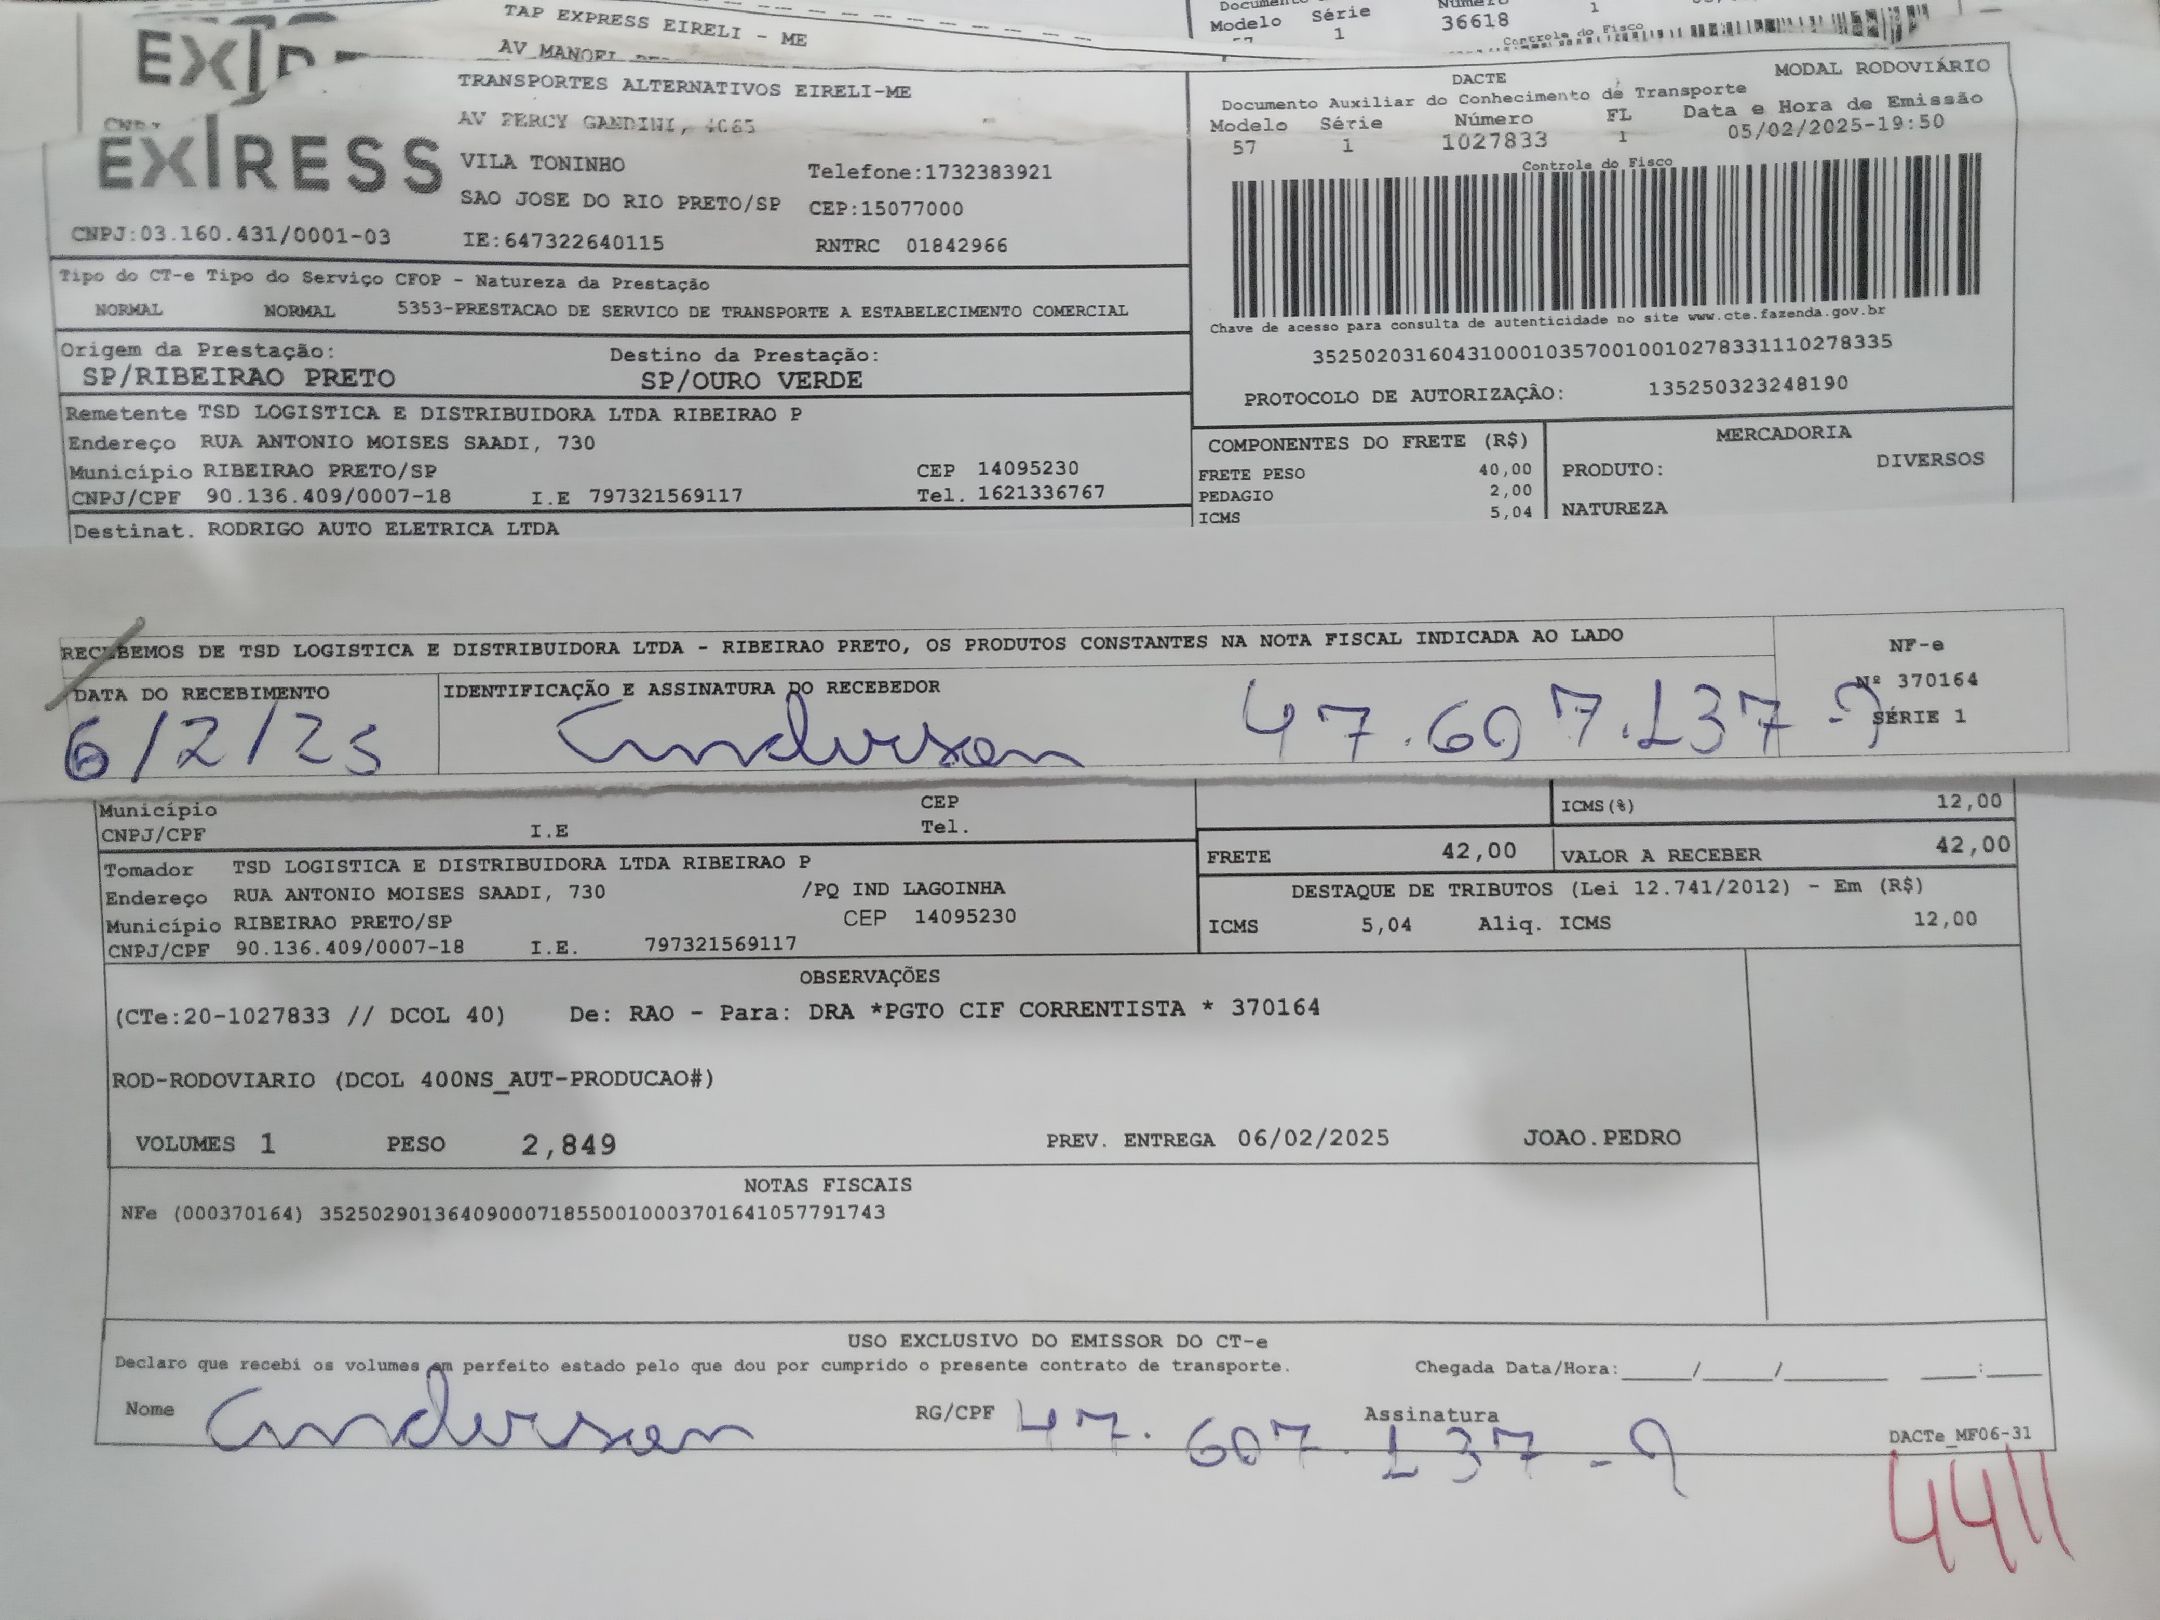 TAP EXPRESS EIRELI - ME
AV MANOEL
Modelo Série
36618 1
1
Controle do Fisco
EXPRESS
TRANSPORTES ALTERNATIVOS EIRELI-ME
AV PERCY GANDINI, 4065
VILA TONINHO Telefone:1732383921
SAO JOSE DO RIO PRETO/SP CEP:15077000
CNPJ:03.160.431/0001-03 IE:647322640115 RNTRC 01842966
DACTE MODAL RODOVIÁRIO
Documento Auxiliar do Conhecimento de Transporte
Modelo Série Número FL Data e Hora de Emissão
57 1 1027833 1 05/02/2025-19:50
Controle do Fisco
Chave de acesso para consulta de autenticidade no site www.cte.fazenda.gov.br
35250203160431000103570010010278331110278335
PROTOCOLO DE AUTORIZAÇÂO: 135250323248190
Tipo do CT-e Tipo do Serviço CFOP - Natureza da Prestação
NORMAL NORMAL 5353-PRESTACAO DE SERVICO DE TRANSPORTE A ESTABELECIMENTO COMERCIAL
Origem da Prestação: Destino da Prestação:
SP/RIBEIRAO PRETO SP/OURO VERDE
Remetente TSD LOGISTICA E DISTRIBUIDORA LTDA RIBEIRAO P
Endereço RUA ANTONIO MOISES SAADI, 730
Município RIBEIRAO PRETO/SP CEP 14095230
CNPJ/CPF 90.136.409/0007-18 I.E 797321569117 Tel. 1621336767
Destinat. RODRIGO AUTO ELETRICA LTDA
COMPONENTES DO FRETE (R$) MERCADORIA
FRETE PESO 40,00 PRODUTO: DIVERSOS
PEDAGIO 2,00
ICMS 5,04 NATUREZA
RECEBEMOS DE TSD LOGISTICA E DISTRIBUIDORA LTDA - RIBEIRAO PRETO, OS PRODUTOS CONSTANTES NA NOTA FISCAL INDICADA AO LADO
NF-e
Nº 370164
SÉRIE 1
DATA DO RECEBIMENTO IDENTIFICAÇÃO E ASSINATURA DO RECEBEDOR
6/2/25 Anderson 47.607.137-9
Município CEP
CNPJ/CPF I.E Tel.
ICMS(%) 12,00
FRETE 42,00 VALOR A RECEBER 42,00
Tomador TSD LOGISTICA E DISTRIBUIDORA LTDA RIBEIRAO P
Endereço RUA ANTONIO MOISES SAADI, 730 /PQ IND LAGOINHA
Município RIBEIRAO PRETO/SP CEP 14095230
CNPJ/CPF 90.136.409/0007-18 I.E. 797321569117
DESTAQUE DE TRIBUTOS (Lei 12.741/2012) - Em (R$)
ICMS 5,04 Aliq. ICMS 12,00
OBSERVAÇÕES
(CTe:20-1027833 // DCOL 40) De: RAO - Para: DRA *PGTO CIF CORRENTISTA * 370164
ROD-RODOVIARIO (DCOL 400NS_AUT-PRODUCAO#)
VOLUMES 1 PESO 2,849 PREV. ENTREGA 06/02/2025 JOAO.PEDRO
NOTAS FISCAIS
NFe (000370164) 35250290136409000718550010003701641057791743
USO EXCLUSIVO DO EMISSOR DO CT-e
Declaro que recebi os volumes em perfeito estado pelo que dou por cumprido o presente contrato de transporte. Chegada Data/Hora:____/____/______ ___:___
Nome Anderson RG/CPF 47.607.137-9 Assinatura
DACTe_MF06-31
4411